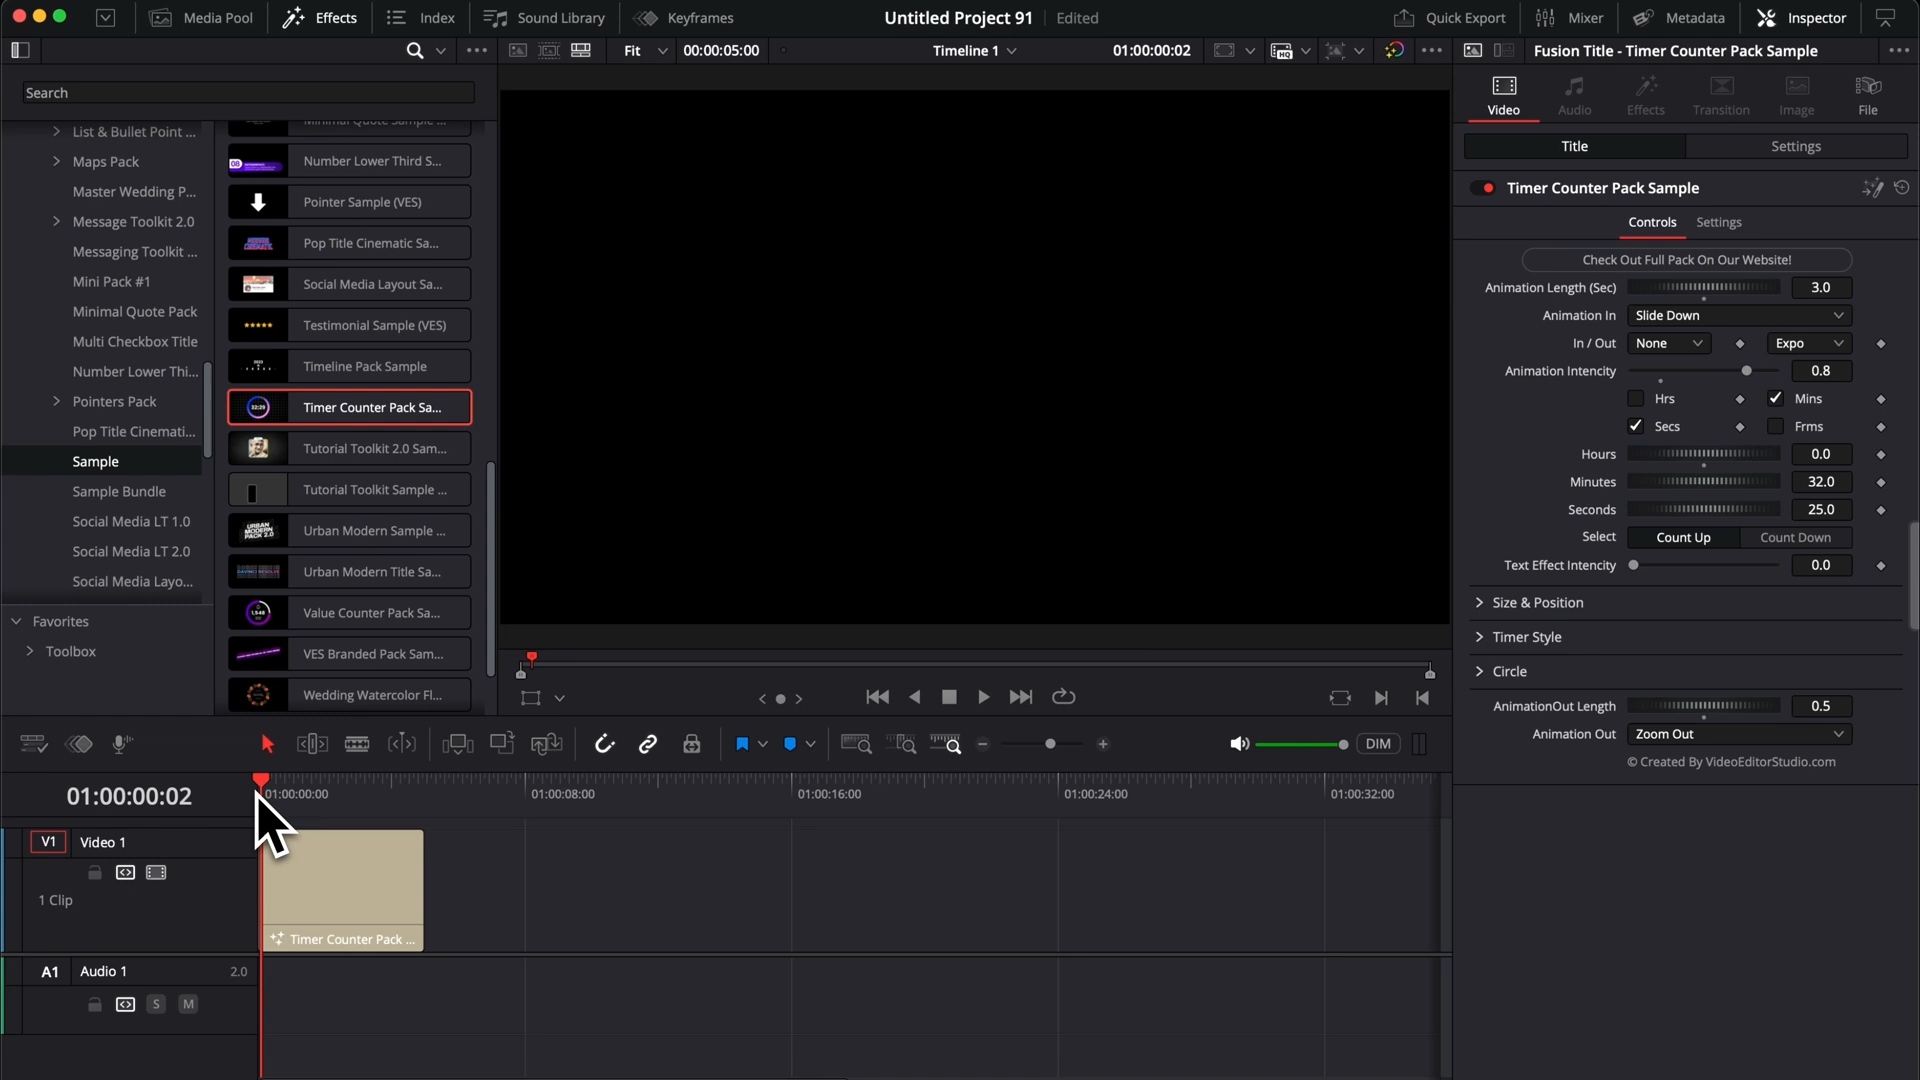 Media Pool
Effects
Index
Sound Library
Keyframes
Untitled Project 91
Edited
Quick Export
Mixer
Metadata
Inspector
Fit
00:00:05:00
Timeline 1
01:00:00:02
Fusion Title - Timer Counter Pack Sample
Search
List & Bullet Point ...
Maps Pack
Master Wedding P...
Message Toolkit 2.0
Messaging Toolkit ...
Mini Pack #1
Minimal Quote Pack
Multi Checkbox Title
Number Lower Thi...
Pointers Pack
Pop Title Cinemati...
Sample
Sample Bundle
Social Media LT 1.0
Social Media LT 2.0
Social Media Layo...
Favorites
Toolbox
Minimal Quote Sample ...
Number Lower Third S...
Pointer Sample (VES)
Pop Title Cinematic Sa...
Social Media Layout Sa...
Testimonial Sample (VES)
Timeline Pack Sample
Timer Counter Pack Sa...
Tutorial Toolkit 2.0 Sam...
Tutorial Toolkit Sample ...
Urban Modern Sample ...
Urban Modern Title Sa...
Value Counter Pack Sa...
VES Branded Pack Sam...
Wedding Watercolor Fl...
Video
Audio
Effects
Transition
Image
File
Title
Settings
Timer Counter Pack Sample
Controls
Settings
Check Out Full Pack On Our Website!
Animation Length (Sec)
3.0
Animation In
Slide Down
In / Out
None
Expo
Animation Intencity
0.8
Hrs
Mins
Secs
Frms
Hours
0.0
Minutes
32.0
Seconds
25.0
Select
Count Up
Count Down
Text Effect Intencity
0.0
Size & Position
Timer Style
Circle
AnimationOut Length
0.5
Animation Out
Zoom Out
© Created By VideoEditorStudio.com
DIM
01:00:00:02
01:00:00:00
01:00:08:00
01:00:16:00
01:00:24:00
01:00:32:00
V1
Video 1
1 Clip
Timer Counter Pack ...
A1
Audio 1
2.0
S
M